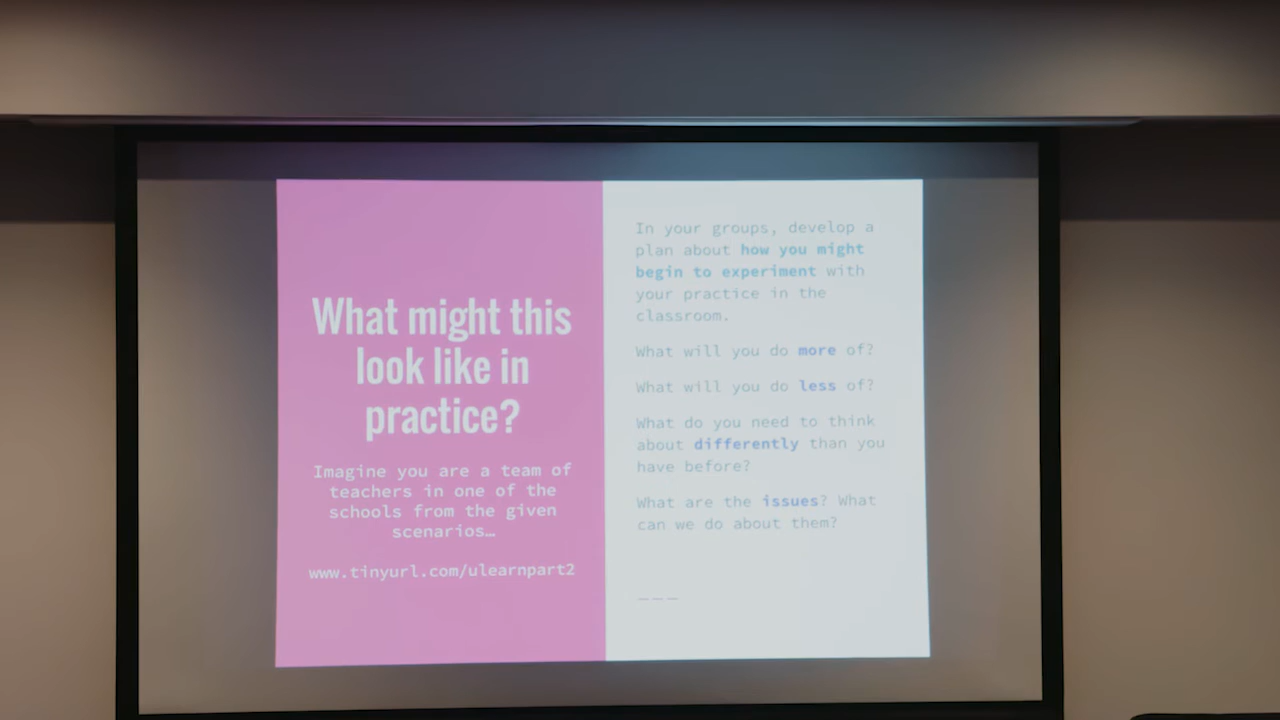 What might this
look like in
practice?
Imagine you are a team of
teachers in one of the
schools from the given
scenarios…
www.tinyurl.com/ulearnpart2
In your groups, develop a
plan about how you might
begin to experiment with
your practice in the
classroom.
What will you do more of?
What will you do less of?
What do you need to think
about differently than you
have before?
What are the issues? What
can we do about them?